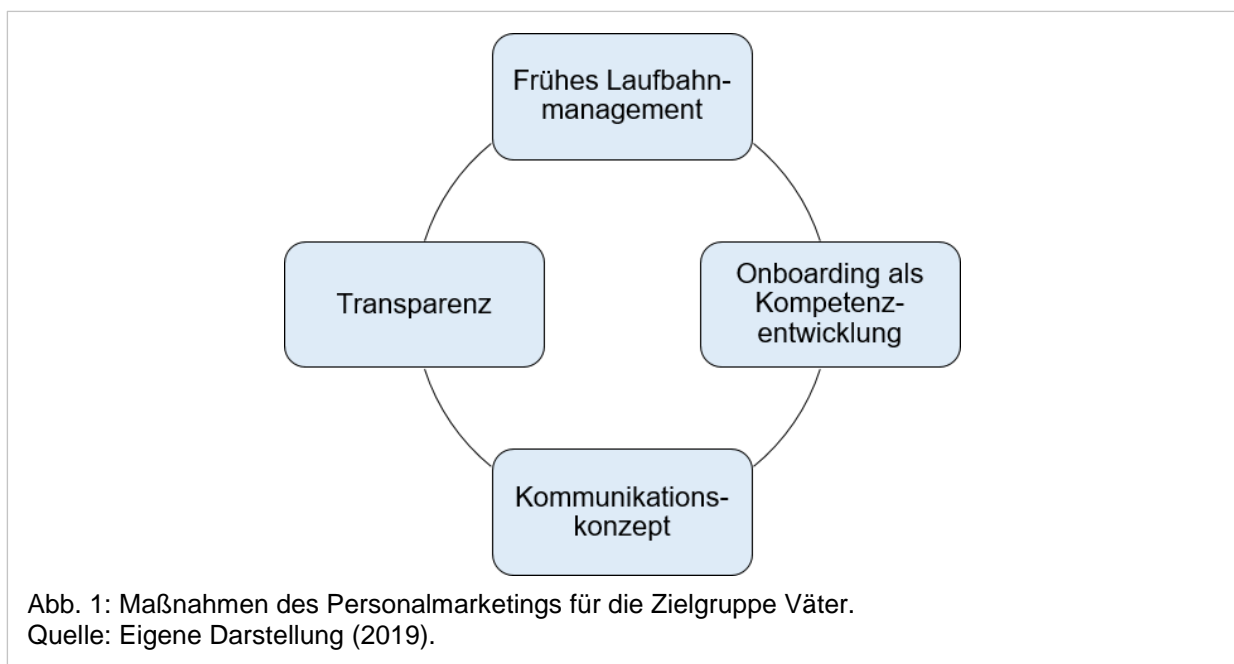 Frühes Laufbahn-
management
Transparenz
Onboarding als
Kompetenz-
entwicklung
Kommunikations-
konzept
Abb. 1: Maßnahmen des Personalmarketings für die Zielgruppe Väter.
Quelle: Eigene Darstellung (2019).